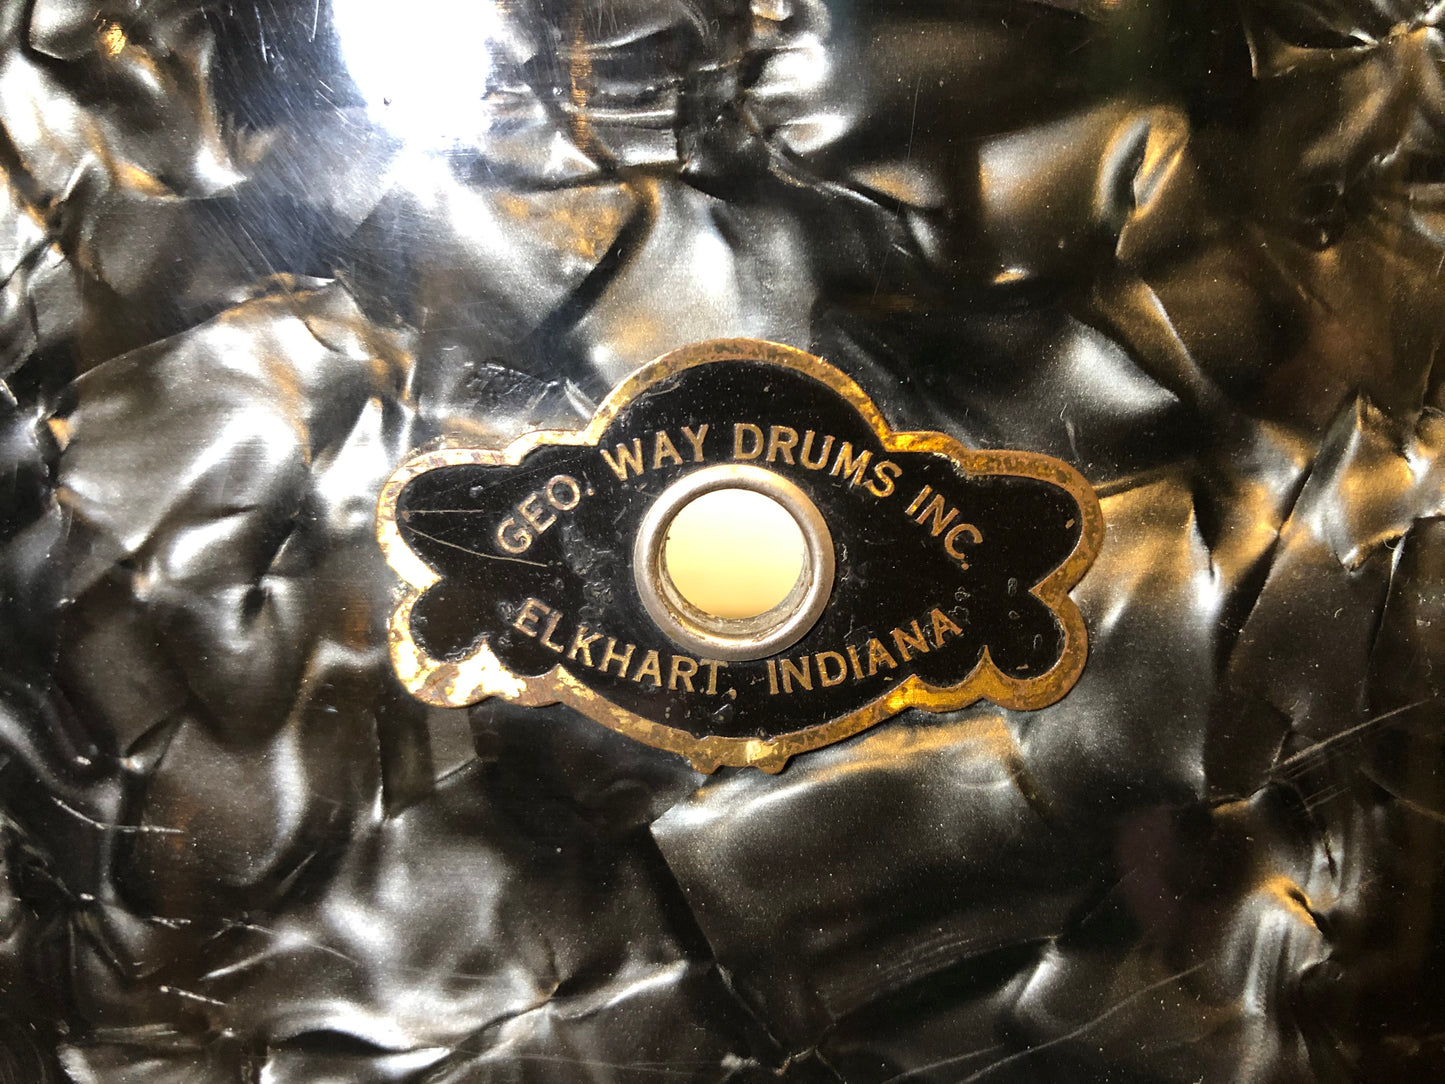 GEO. WAY DRUMS INC.
ELKHART, INDIANA